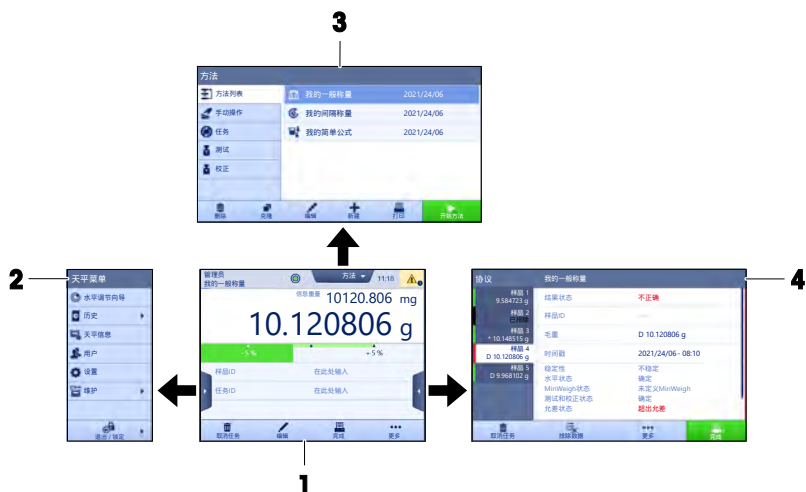 3
方法
方法列表
手动操作
任务
测试
校正
我的一般称量 2021/24/06
我的间隔称量 2021/24/06
我的简单公式 2021/24/06
删除 克隆 编辑 新建 打印 开始方法
2
天平菜单
水平调节向导
历史
天平信息
用户
设置
维护
退出/锁定
管理员
我的一般称量
方法
11:18
信息重量 10120.806 mg
10.120806 g
-5 % +5 %
样品ID 在此处输入
任务ID 在此处输入
取消任务 编辑 完成 更多
1
4
协议
我的一般称量
样品 1
9.584723 g
样品 2
已排除
样品 3
* 10.148515 g
样品 4
D 10.120806 g
样品 5
D 9.968102 g
结果状态 不正确
样品ID
毛重 D 10.120806 g
时间戳 2021/24/06 - 08:10
稳定性 不稳定
水平状态 确定
MinWeigh状态 未定义MinWeigh
测试和校正状态 确定
允差状态 超出允差
取消任务 排除数据 更多 完成